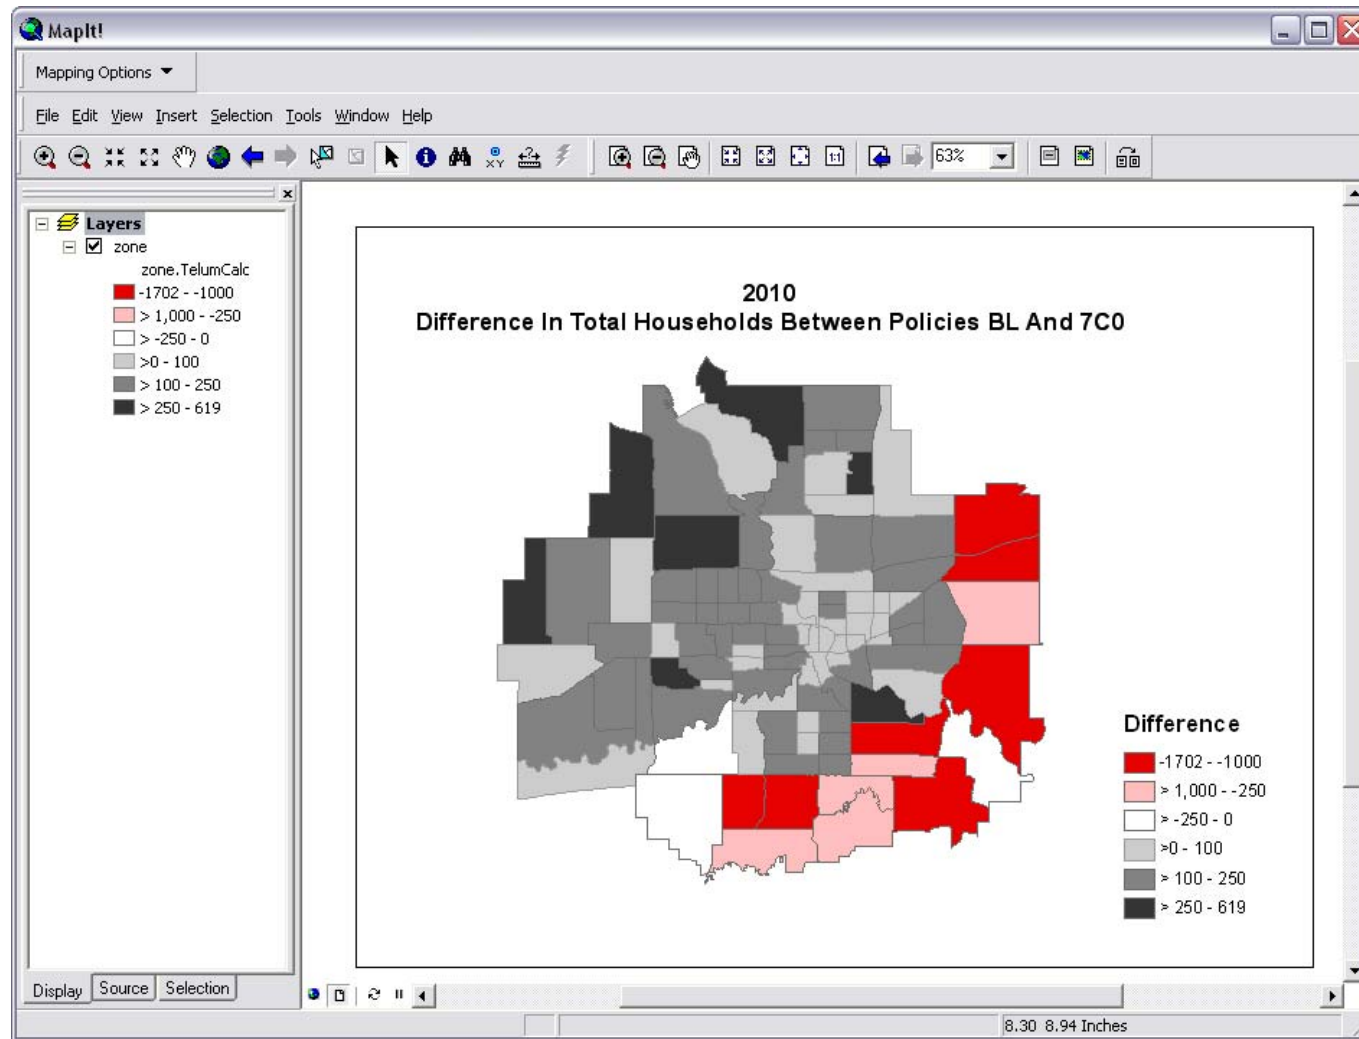 MapIt!
Mapping Options
File Edit View Insert Selection Tools Window Help
XY 1:1 63%
Layers
zone
zone.TelumCalc
-1702 - -1000
> 1,000 - -250
> -250 - 0
>0 - 100
> 100 - 250
> 250 - 619
2010
Difference In Total Households Between Policies BL And 7C0
Difference
-1702 - -1000
> 1,000 - -250
> -250 - 0
>0 - 100
> 100 - 250
> 250 - 619
Display Source Selection
8.30 8.94 Inches